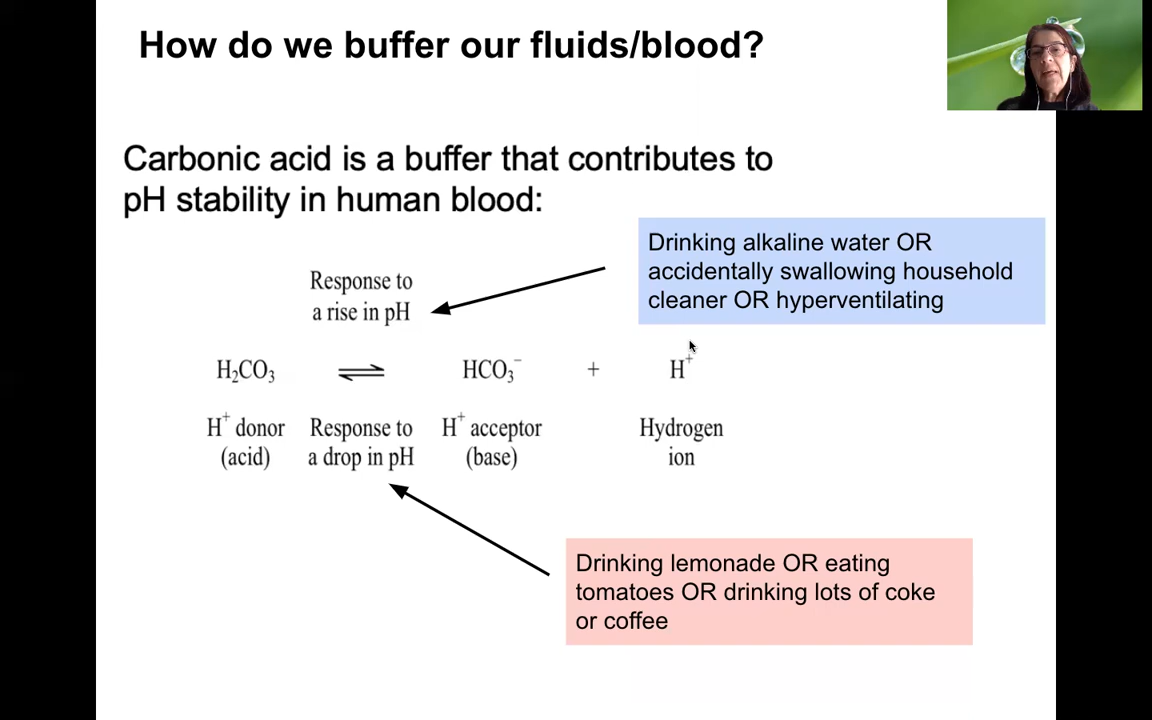 How do we buffer our fluids/blood?
Carbonic acid is a buffer that contributes to
pH stability in human blood:
Drinking alkaline water OR
accidentally swallowing household
cleaner OR hyperventilating
Response to
a rise in pH
H₂CO₃ ⇌ HCO₃⁻ + H⁺
H⁺ donor
(acid)
Response to
a drop in pH
H⁺ acceptor
(base)
Hydrogen
ion
Drinking lemonade OR eating
tomatoes OR drinking lots of coke
or coffee